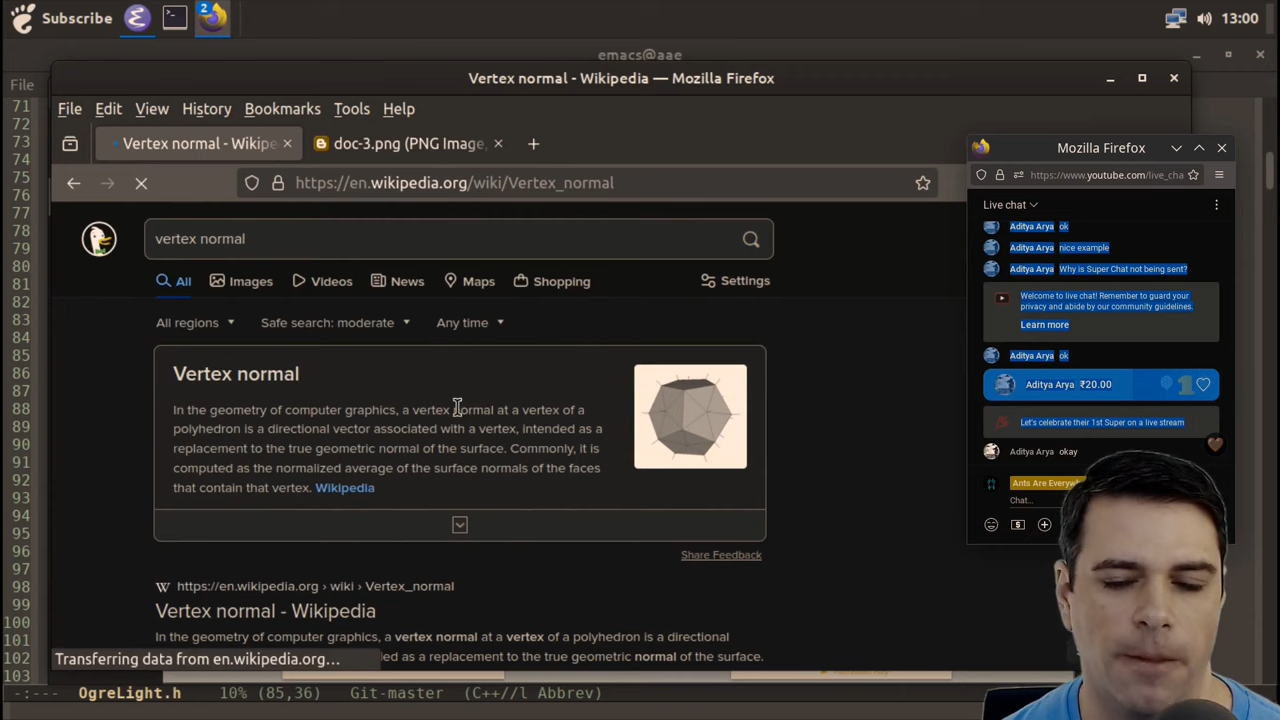 Subscribe
2
13:00
emacs@aae
File
Vertex normal - Wikipedia — Mozilla Firefox
File Edit View History Bookmarks Tools Help
Vertex normal - Wikipe
doc-3.png (PNG Image,
https://en.wikipedia.org/wiki/Vertex_normal
vertex normal
All Images Videos News Maps Shopping Settings
All regions Safe search: moderate Any time
Vertex normal
In the geometry of computer graphics, a vertex normal at a vertex of a
polyhedron is a directional vector associated with a vertex, intended as a
replacement to the true geometric normal of the surface. Commonly, it is
computed as the normalized average of the surface normals of the faces
that contain that vertex. Wikipedia
Share Feedback
W https://en.wikipedia.org › wiki › Vertex_normal
Vertex normal - Wikipedia
In the geometry of computer graphics, a vertex normal at a vertex of a polyhedron is a directional
as a replacement to the true geometric normal of the surface.
Transferring data from en.wikipedia.org…
71
72
73
74
75
76
77
78
79
80
81
82
83
84
85
86
87
88
89
90
91
92
93
94
95
96
97
98
99
100
101
102
103
-:--- OgreLight.h 10% (85,36) Git-master (C++//l Abbrev)
Mozilla Firefox
https://www.youtube.com/live_cha
Live chat
Aditya Arya ok
Aditya Arya nice example
Aditya Arya Why is Super Chat not being sent?
Welcome to live chat! Remember to guard your
privacy and abide by our community guidelines.
Learn more
Aditya Arya ok
Aditya Arya ₹20.00
1
Let's celebrate their 1st Super on a live stream
Aditya Arya okay
Ants Are Everyw
Chat...